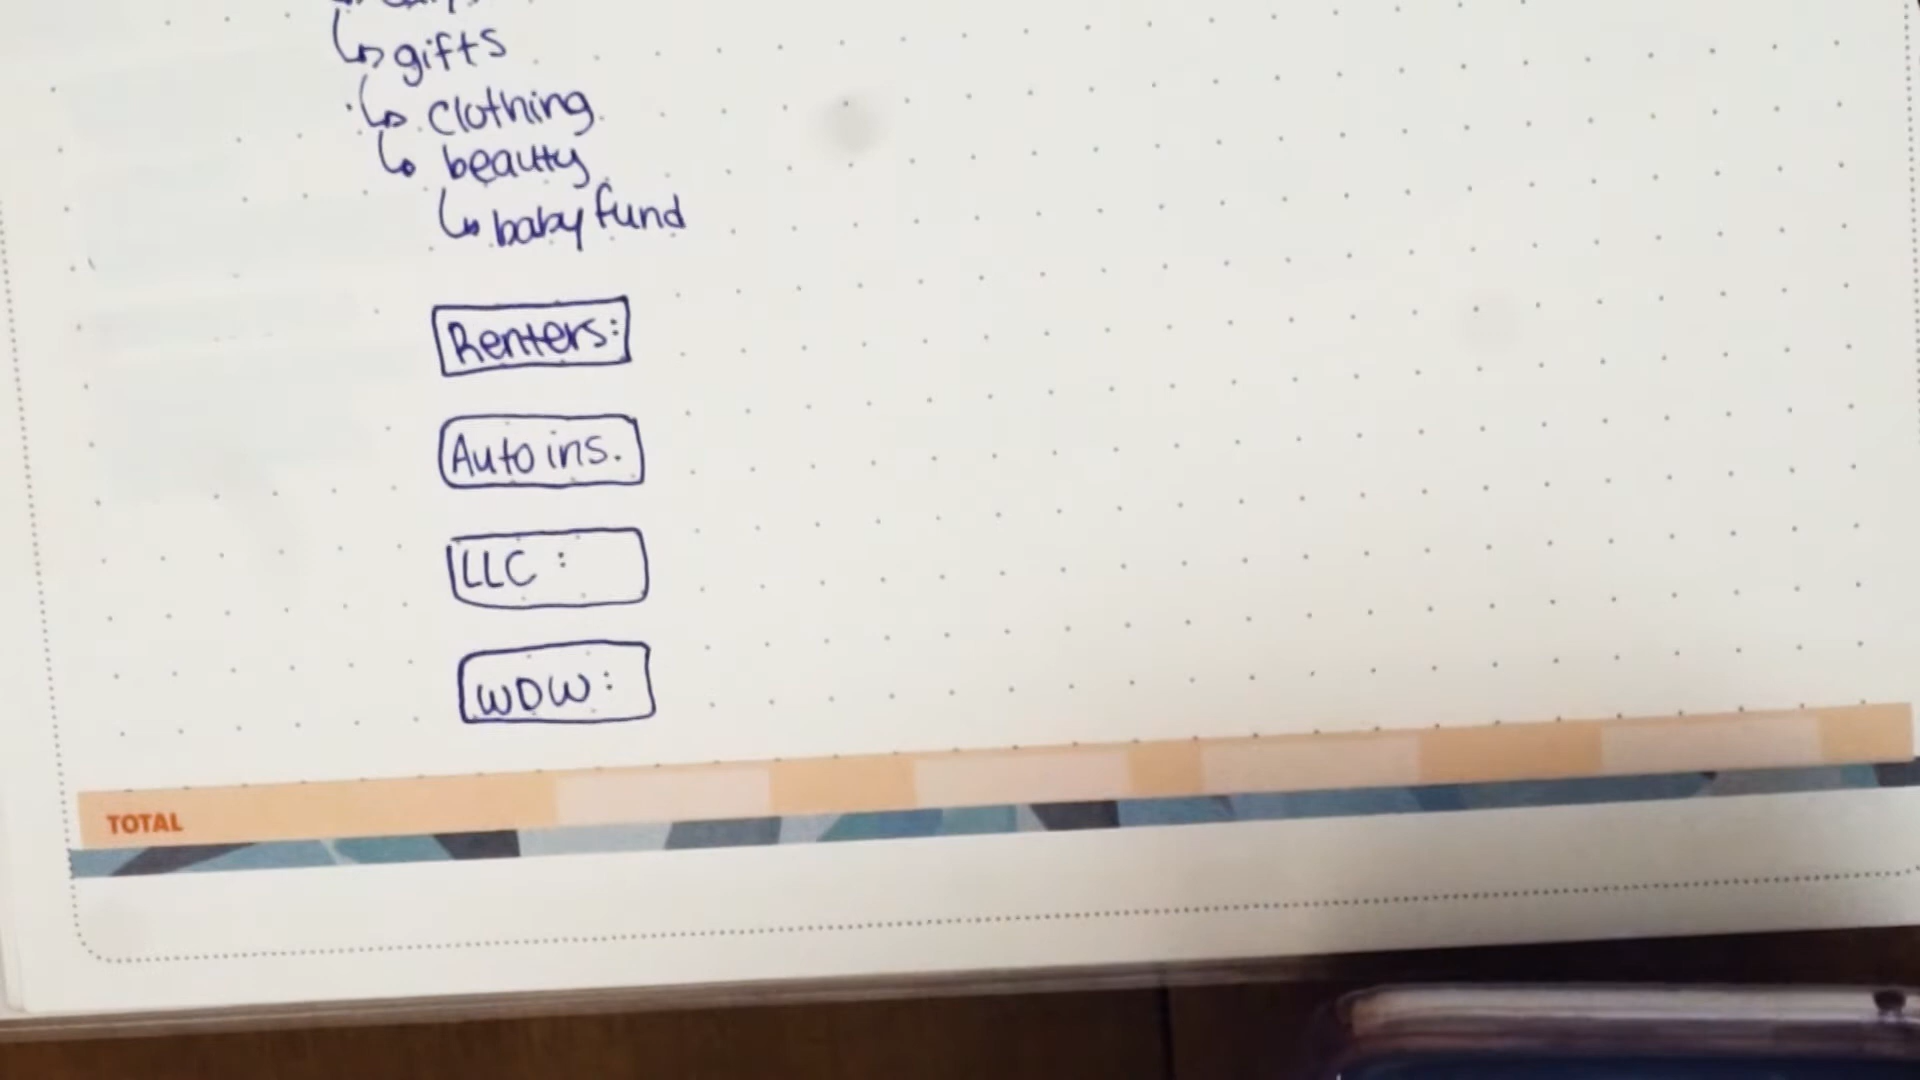 gifts
clothing
beauty
baby fund
Renters:
Auto ins.
LLC :
WDW:
TOTAL